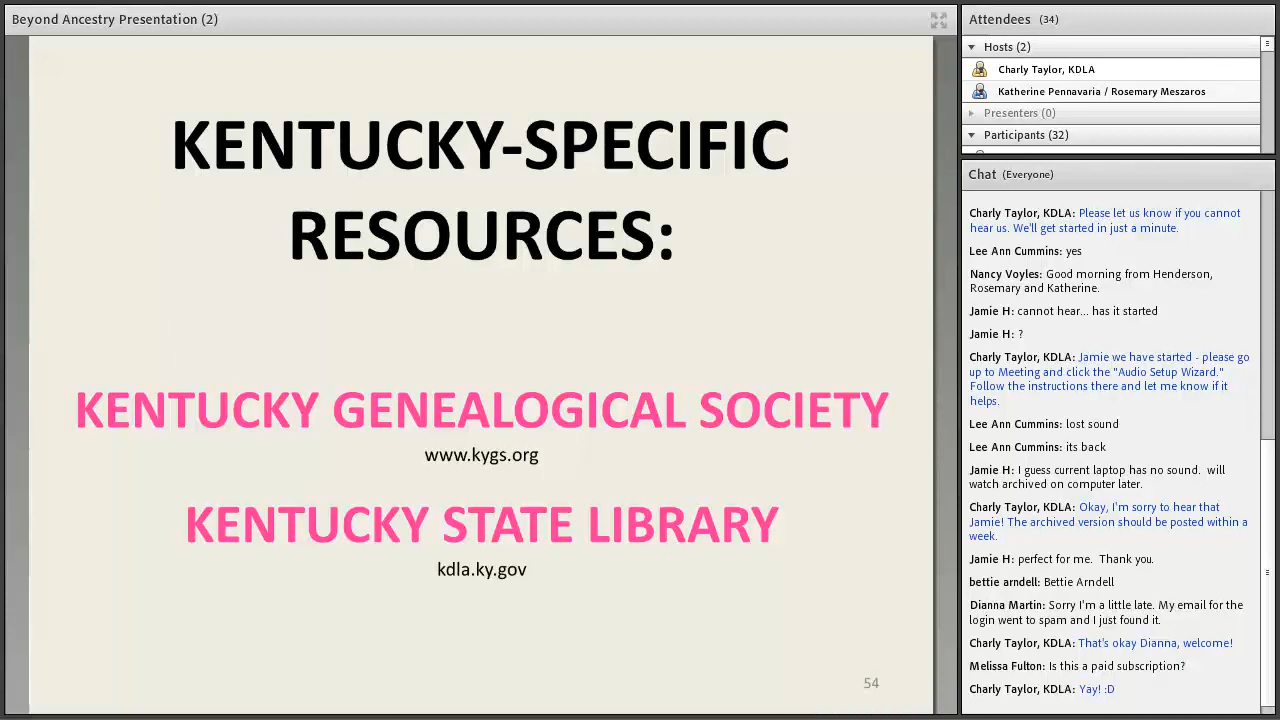 Beyond Ancestry Presentation (2)
KENTUCKY-SPECIFIC
RESOURCES:
KENTUCKY GENEALOGICAL SOCIETY
www.kygs.org
KENTUCKY STATE LIBRARY
kdla.ky.gov
54
Attendees (34)
Hosts (2)
Charly Taylor, KDLA
Katherine Pennavaria / Rosemary Meszaros
Presenters (0)
Participants (32)
Chat (Everyone)
Charly Taylor, KDLA: Please let us know if you cannot
hear us. We'll get started in just a minute.
Lee Ann Cummins: yes
Nancy Voyles: Good morning from Henderson,
Rosemary and Katherine.
Jamie H: cannot hear... has it started
Jamie H: ?
Charly Taylor, KDLA: Jamie we have started - please go
up to Meeting and click the "Audio Setup Wizard."
Follow the instructions there and let me know if it
helps.
Lee Ann Cummins: lost sound
Lee Ann Cummins: its back
Jamie H: I guess current laptop has no sound. will
watch archived on computer later.
Charly Taylor, KDLA: Okay, I'm sorry to hear that
Jamie! The archived version should be posted within a
week.
Jamie H: perfect for me. Thank you.
bettie arndell: Bettie Arndell
Dianna Martin: Sorry I'm a little late. My email for the
login went to spam and I just found it.
Charly Taylor, KDLA: That's okay Dianna, welcome!
Melissa Fulton: Is this a paid subscription?
Charly Taylor, KDLA: Yay! :D